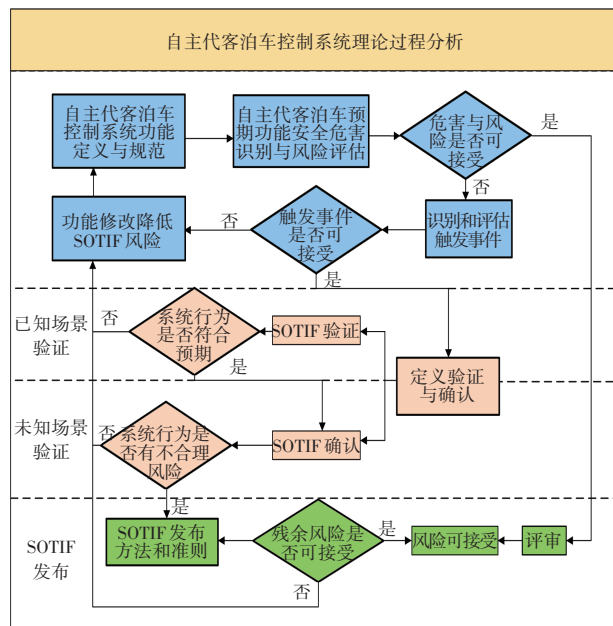 自主代客泊车控制系统理论过程分析
自主代客泊车
控制系统功能
定义与规范
自主代客泊车预
期功能安全危害
识别与风险评估
危害与风
险是否可
接受
是
否
功能修改降低
SOTIF 风险
否
触发事件
是否可
接受
识别和评估
触发事件
是
已知场景
验证
否
系统行为
是否符合
预期
SOTIF 验证
是
定义验证
与确认
未知场景
验证
否
系统行为是
否有不合理
风险
SOTIF 确认
是
SOTIF
发布
SOTIF 发布
方法和准则
残余风险是
否可接受
是
风险可接受
评审
否